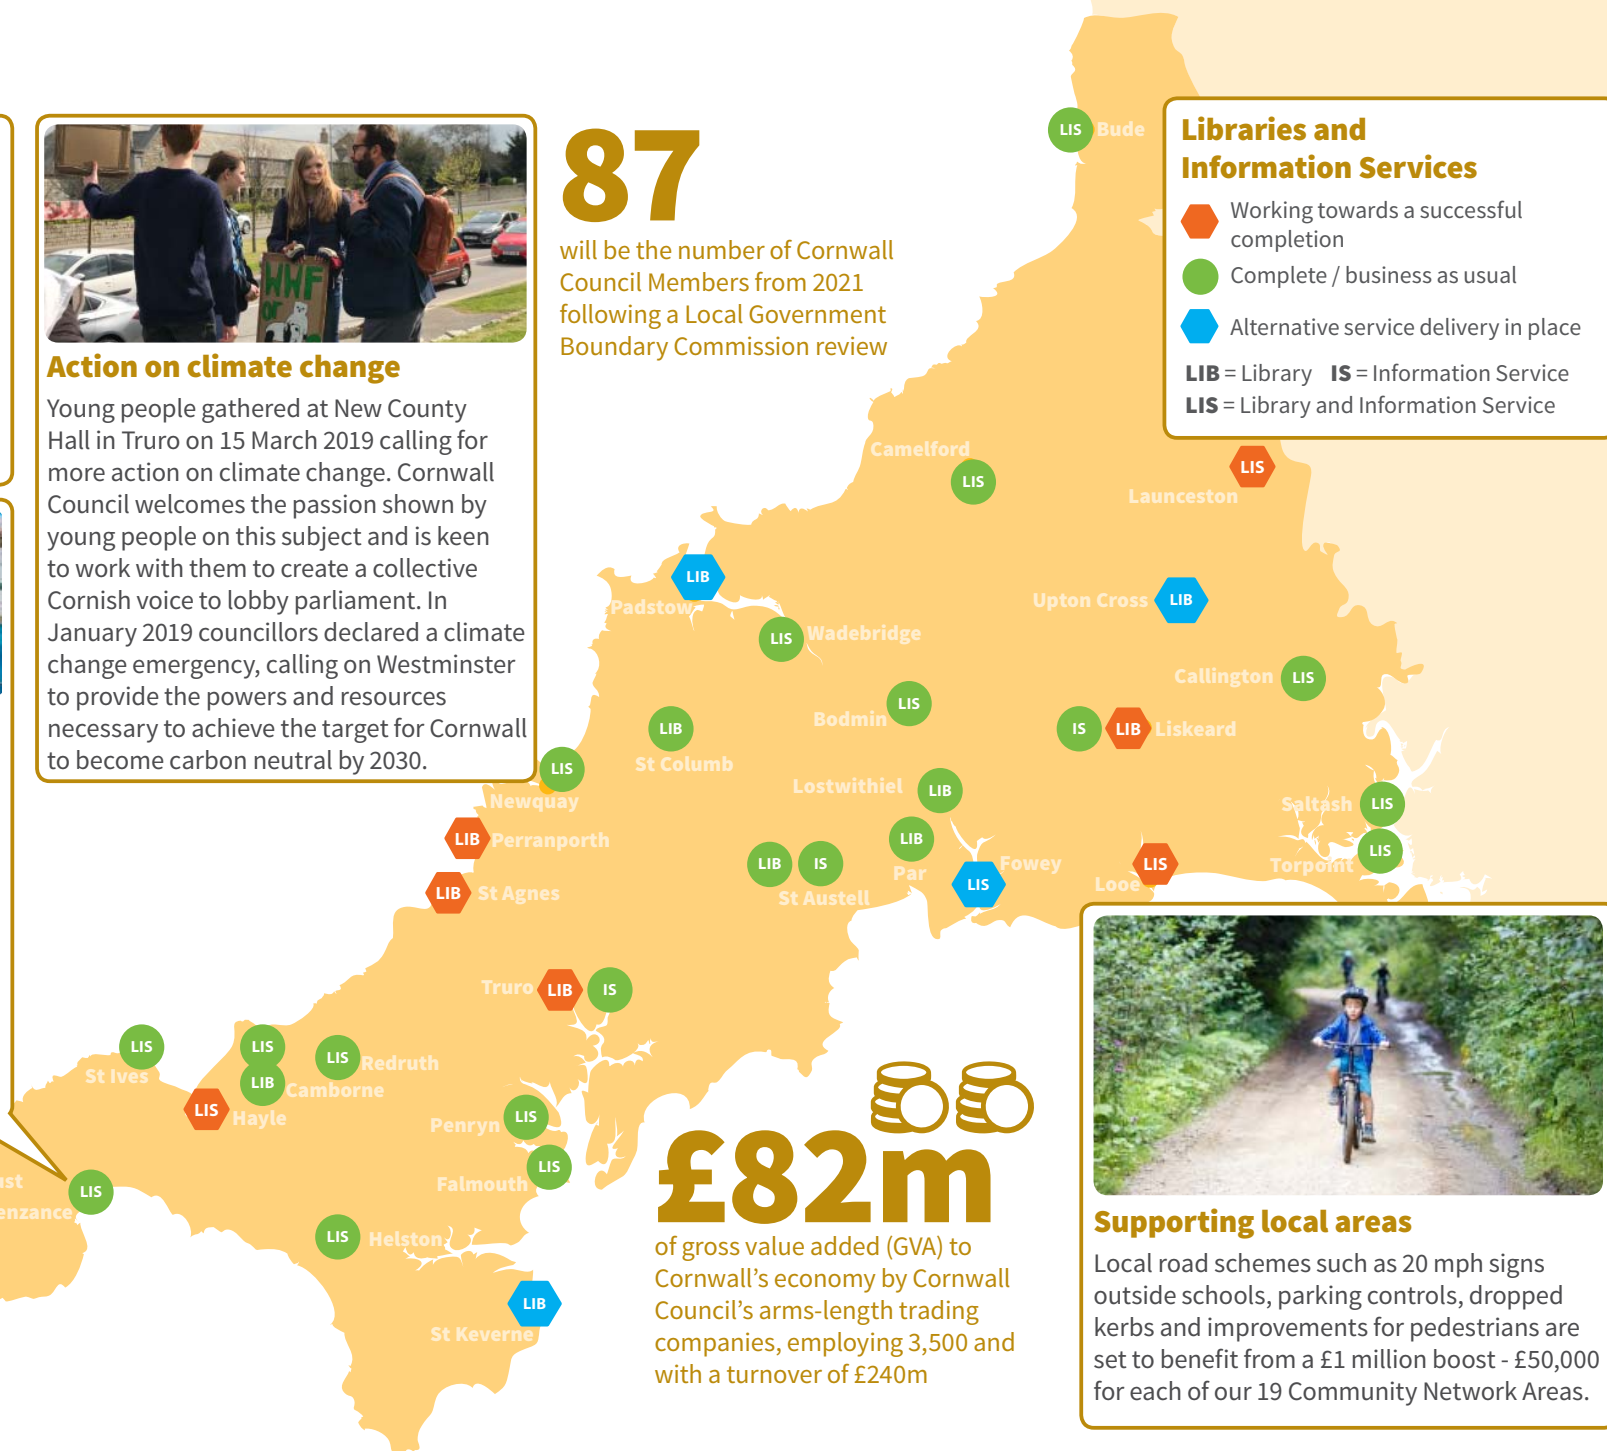 WWF
or
Action on climate change
Young people gathered at New County
Hall in Truro on 15 March 2019 calling for
more action on climate change. Cornwall
Council welcomes the passion shown by
young people on this subject and is keen
to work with them to create a collective
Cornish voice to lobby parliament. In
January 2019 councillors declared a climate
change emergency, calling on Westminster
to provide the powers and resources
necessary to achieve the target for Cornwall
to become carbon neutral by 2030.
87
will be the number of Cornwall
Council Members from 2021
following a Local Government
Boundary Commission review
Libraries and
Information Services
Working towards a successful
completion
Complete / business as usual
Alternative service delivery in place
LIB = Library IS = Information Service
LIS = Library and Information Service
LIS Bude
Camelford
LIS
LIS
Launceston
LIB
Padstow
Upton Cross LIB
LIS Wadebridge
Callington LIS
Bodmin LIS
LIB
St Columb
IS LIB Liskeard
LIS
Newquay
Lostwithiel LIB
Saltash LIS
LIB Perranporth
LIB
Par
LIS
Torpoint
LIB IS
St Austell
LIS Fowey
LIS
Looe
LIB St Agnes
Truro LIB IS
LIS
St Ives
LIS
LIB
Camborne
LIS Redruth
LIS Hayle
Penryn LIS
LIS
Falmouth
ust
LIS
enzance
LIS Helston
LIB
St Keverne
£82m
of gross value added (GVA) to
Cornwall’s economy by Cornwall
Council’s arms-length trading
companies, employing 3,500 and
with a turnover of £240m
Supporting local areas
Local road schemes such as 20 mph signs
outside schools, parking controls, dropped
kerbs and improvements for pedestrians are
set to benefit from a £1 million boost - £50,000
for each of our 19 Community Network Areas.